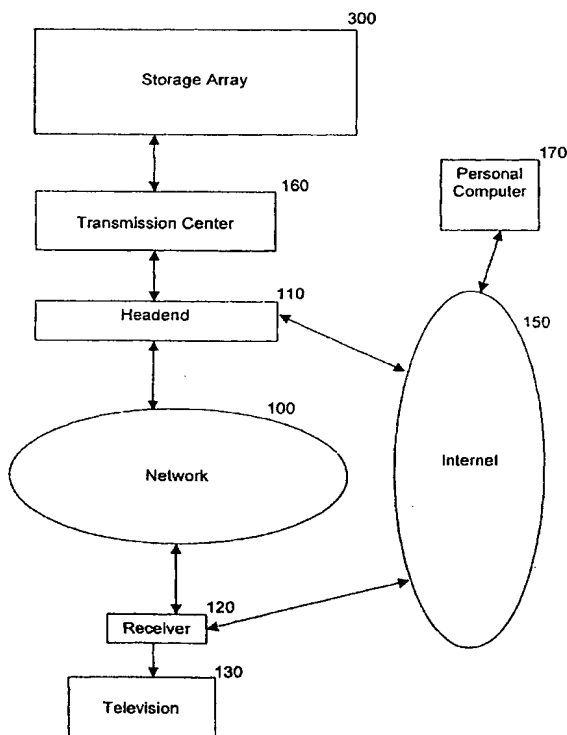 300
Storage Array
160
Transmission Center
170
Personal
Computer
110
Headend
150
100
Network
Internet
120
Receiver
130
Television